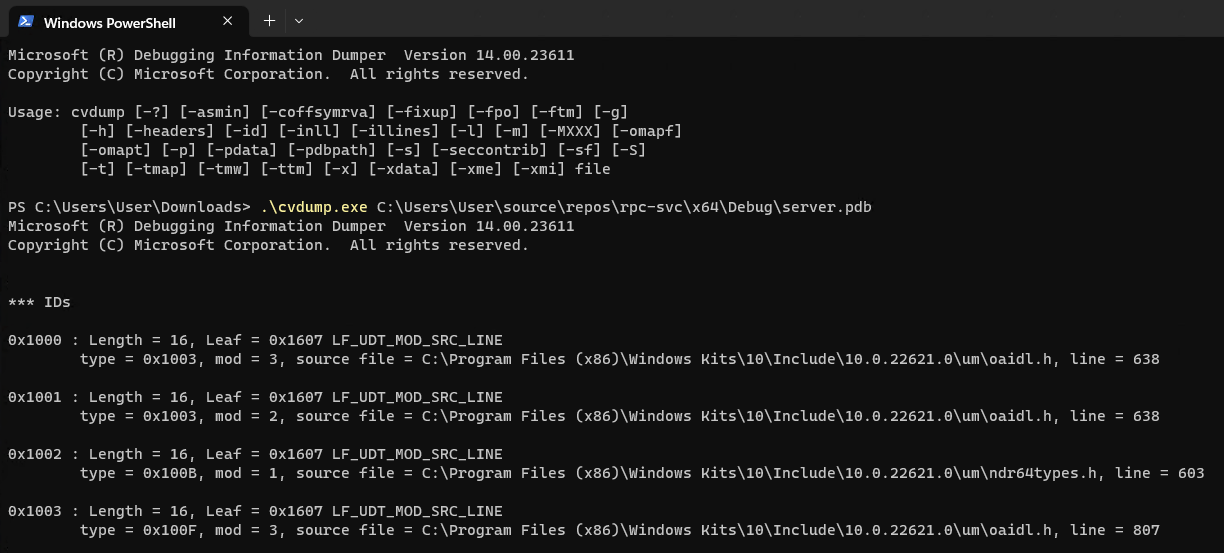 Windows PowerShell
Microsoft (R) Debugging Information Dumper  Version 14.00.23611
Copyright (C) Microsoft Corporation.  All rights reserved.
Usage: cvdump [-?] [-asmin] [-coffsymrva] [-fixup] [-fpo] [-ftm] [-g]
[-h] [-headers] [-id] [-inll] [-illines] [-l] [-m] [-MXXX] [-omapf]
[-omapt] [-p] [-pdata] [-pdbpath] [-s] [-seccontrib] [-sf] [-S]
[-t] [-tmap] [-tmw] [-ttm] [-x] [-xdata] [-xme] [-xmi] file
PS C:\Users\User\Downloads> .\cvdump.exe C:\Users\User\source\repos\rpc-svc\x64\Debug\server.pdb
Microsoft (R) Debugging Information Dumper  Version 14.00.23611
Copyright (C) Microsoft Corporation.  All rights reserved.
*** IDs
0x1000 : Length = 16, Leaf = 0x1607 LF_UDT_MOD_SRC_LINE
type = 0x1003, mod = 3, source file = C:\Program Files (x86)\Windows Kits\10\Include\10.0.22621.0\um\oaidl.h, line = 638
0x1001 : Length = 16, Leaf = 0x1607 LF_UDT_MOD_SRC_LINE
type = 0x1003, mod = 2, source file = C:\Program Files (x86)\Windows Kits\10\Include\10.0.22621.0\um\oaidl.h, line = 638
0x1002 : Length = 16, Leaf = 0x1607 LF_UDT_MOD_SRC_LINE
type = 0x100B, mod = 1, source file = C:\Program Files (x86)\Windows Kits\10\Include\10.0.22621.0\um\ndr64types.h, line = 603
0x1003 : Length = 16, Leaf = 0x1607 LF_UDT_MOD_SRC_LINE
type = 0x100F, mod = 3, source file = C:\Program Files (x86)\Windows Kits\10\Include\10.0.22621.0\um\oaidl.h, line = 807